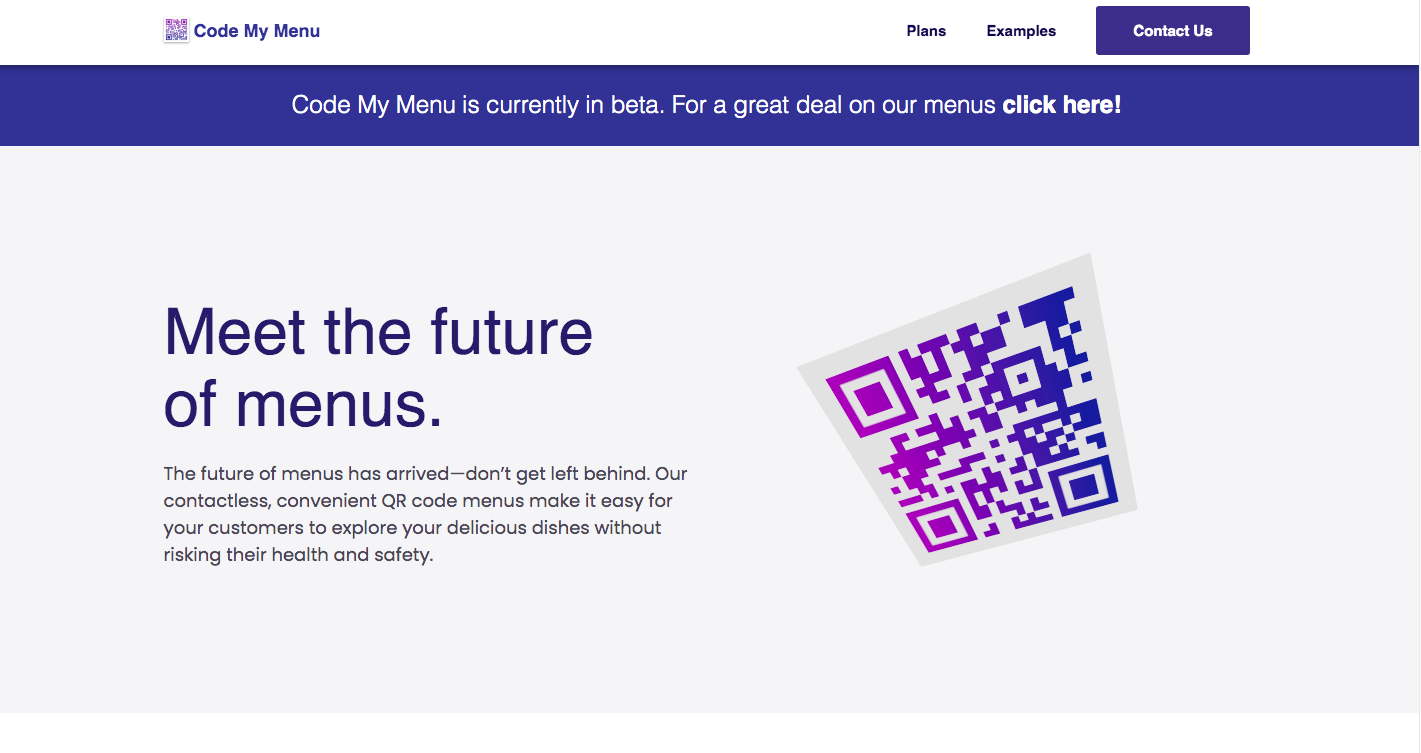 Code My Menu
Plans
Examples
Contact Us
Code My Menu is currently in beta. For a great deal on our menus click here!
Meet the future
of menus.
The future of menus has arrived—don’t get left behind. Our
contactless, convenient QR code menus make it easy for
your customers to explore your delicious dishes without
risking their health and safety.